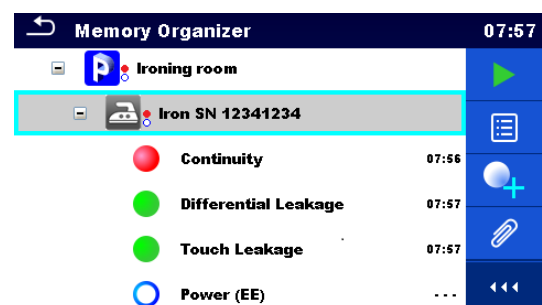 Memory Organizer 07:57
P Ironing room
Iron SN 12341234
Continuity 07:56
Differential Leakage 07:57
Touch Leakage 07:57
Power (EE) ---